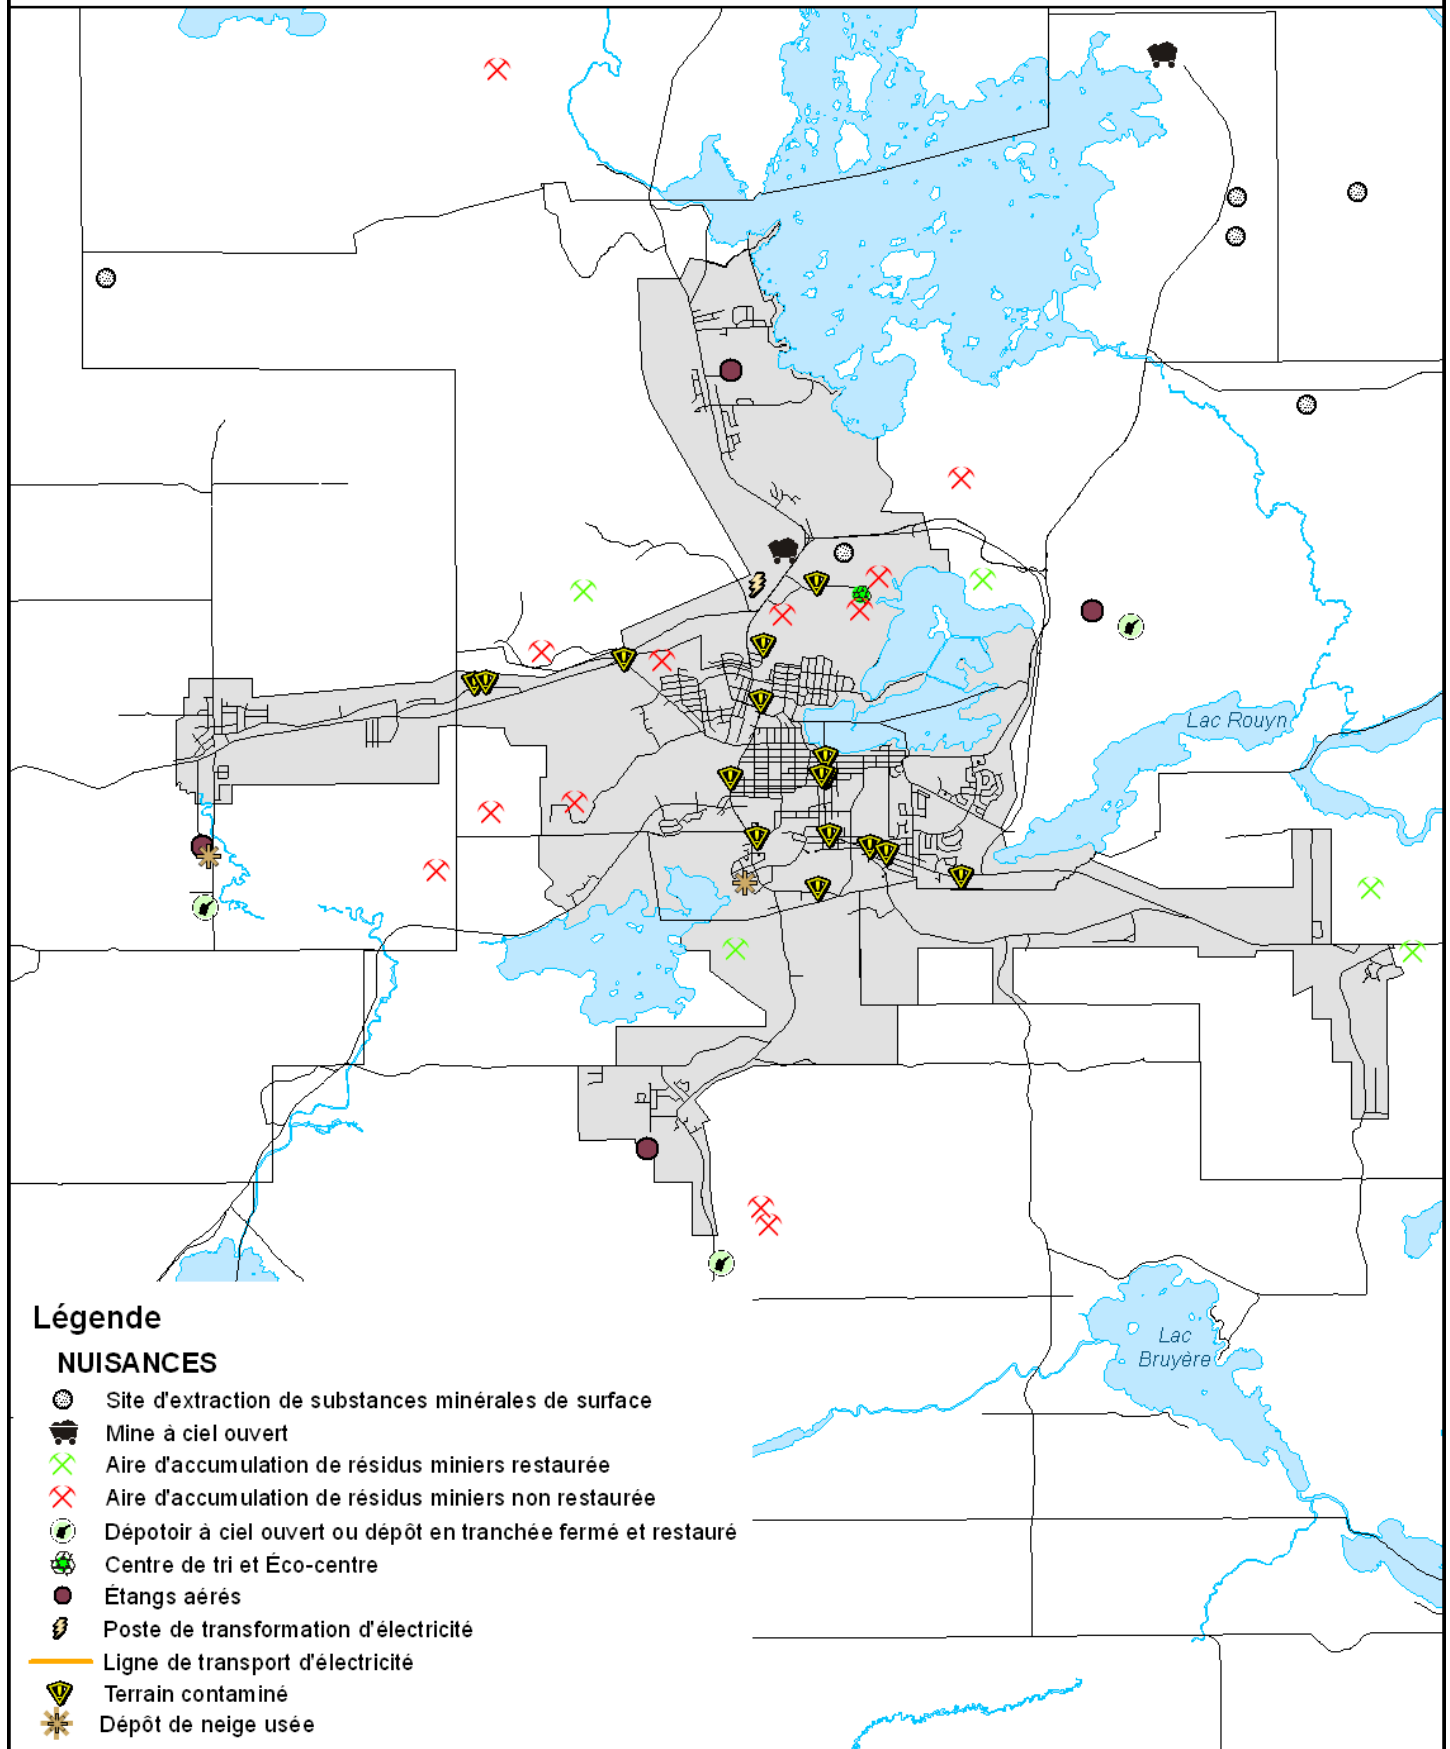 Lac Rouyn
Lac
Bruyère
Légende
NUISANCES
Site d'extraction de substances minérales de surface
Mine à ciel ouvert
Aire d'accumulation de résidus miniers restaurée
Aire d'accumulation de résidus miniers non restaurée
Dépotoir à ciel ouvert ou dépôt en tranchée fermé et restauré
Centre de tri et Éco-centre
Étangs aérés
Poste de transformation d'électricité
Ligne de transport d'électricité
Terrain contaminé
Dépôt de neige usée